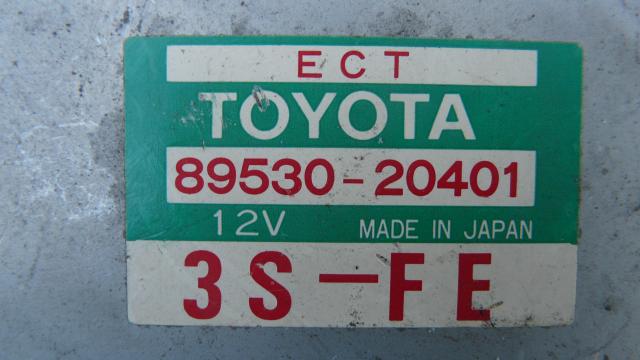 ECT
TOYOTA
89530-20401
12V MADE IN JAPAN
3S-FE